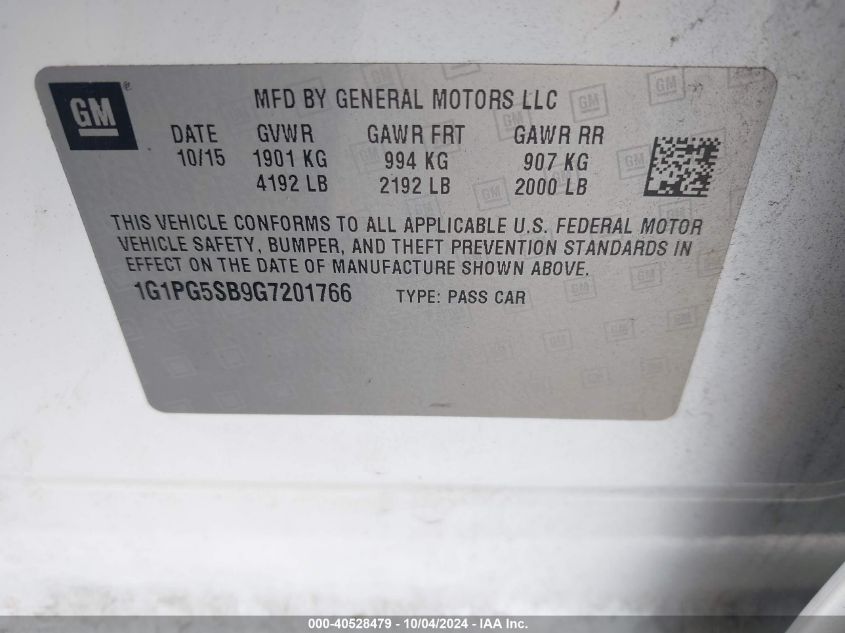 GM®
MFD BY GENERAL MOTORS LLC
DATE GVWR GAWR FRT GAWR RR
10/15 1901 KG 994 KG 907 KG
4192 LB 2192 LB 2000 LB
THIS VEHICLE CONFORMS TO ALL APPLICABLE U.S. FEDERAL MOTOR
VEHICLE SAFETY, BUMPER, AND THEFT PREVENTION STANDARDS IN
EFFECT ON THE DATE OF MANUFACTURE SHOWN ABOVE.
1G1PG5SB9G7201766 TYPE: PASS CAR
000-40528479 - 10/04/2024 - IAA Inc.